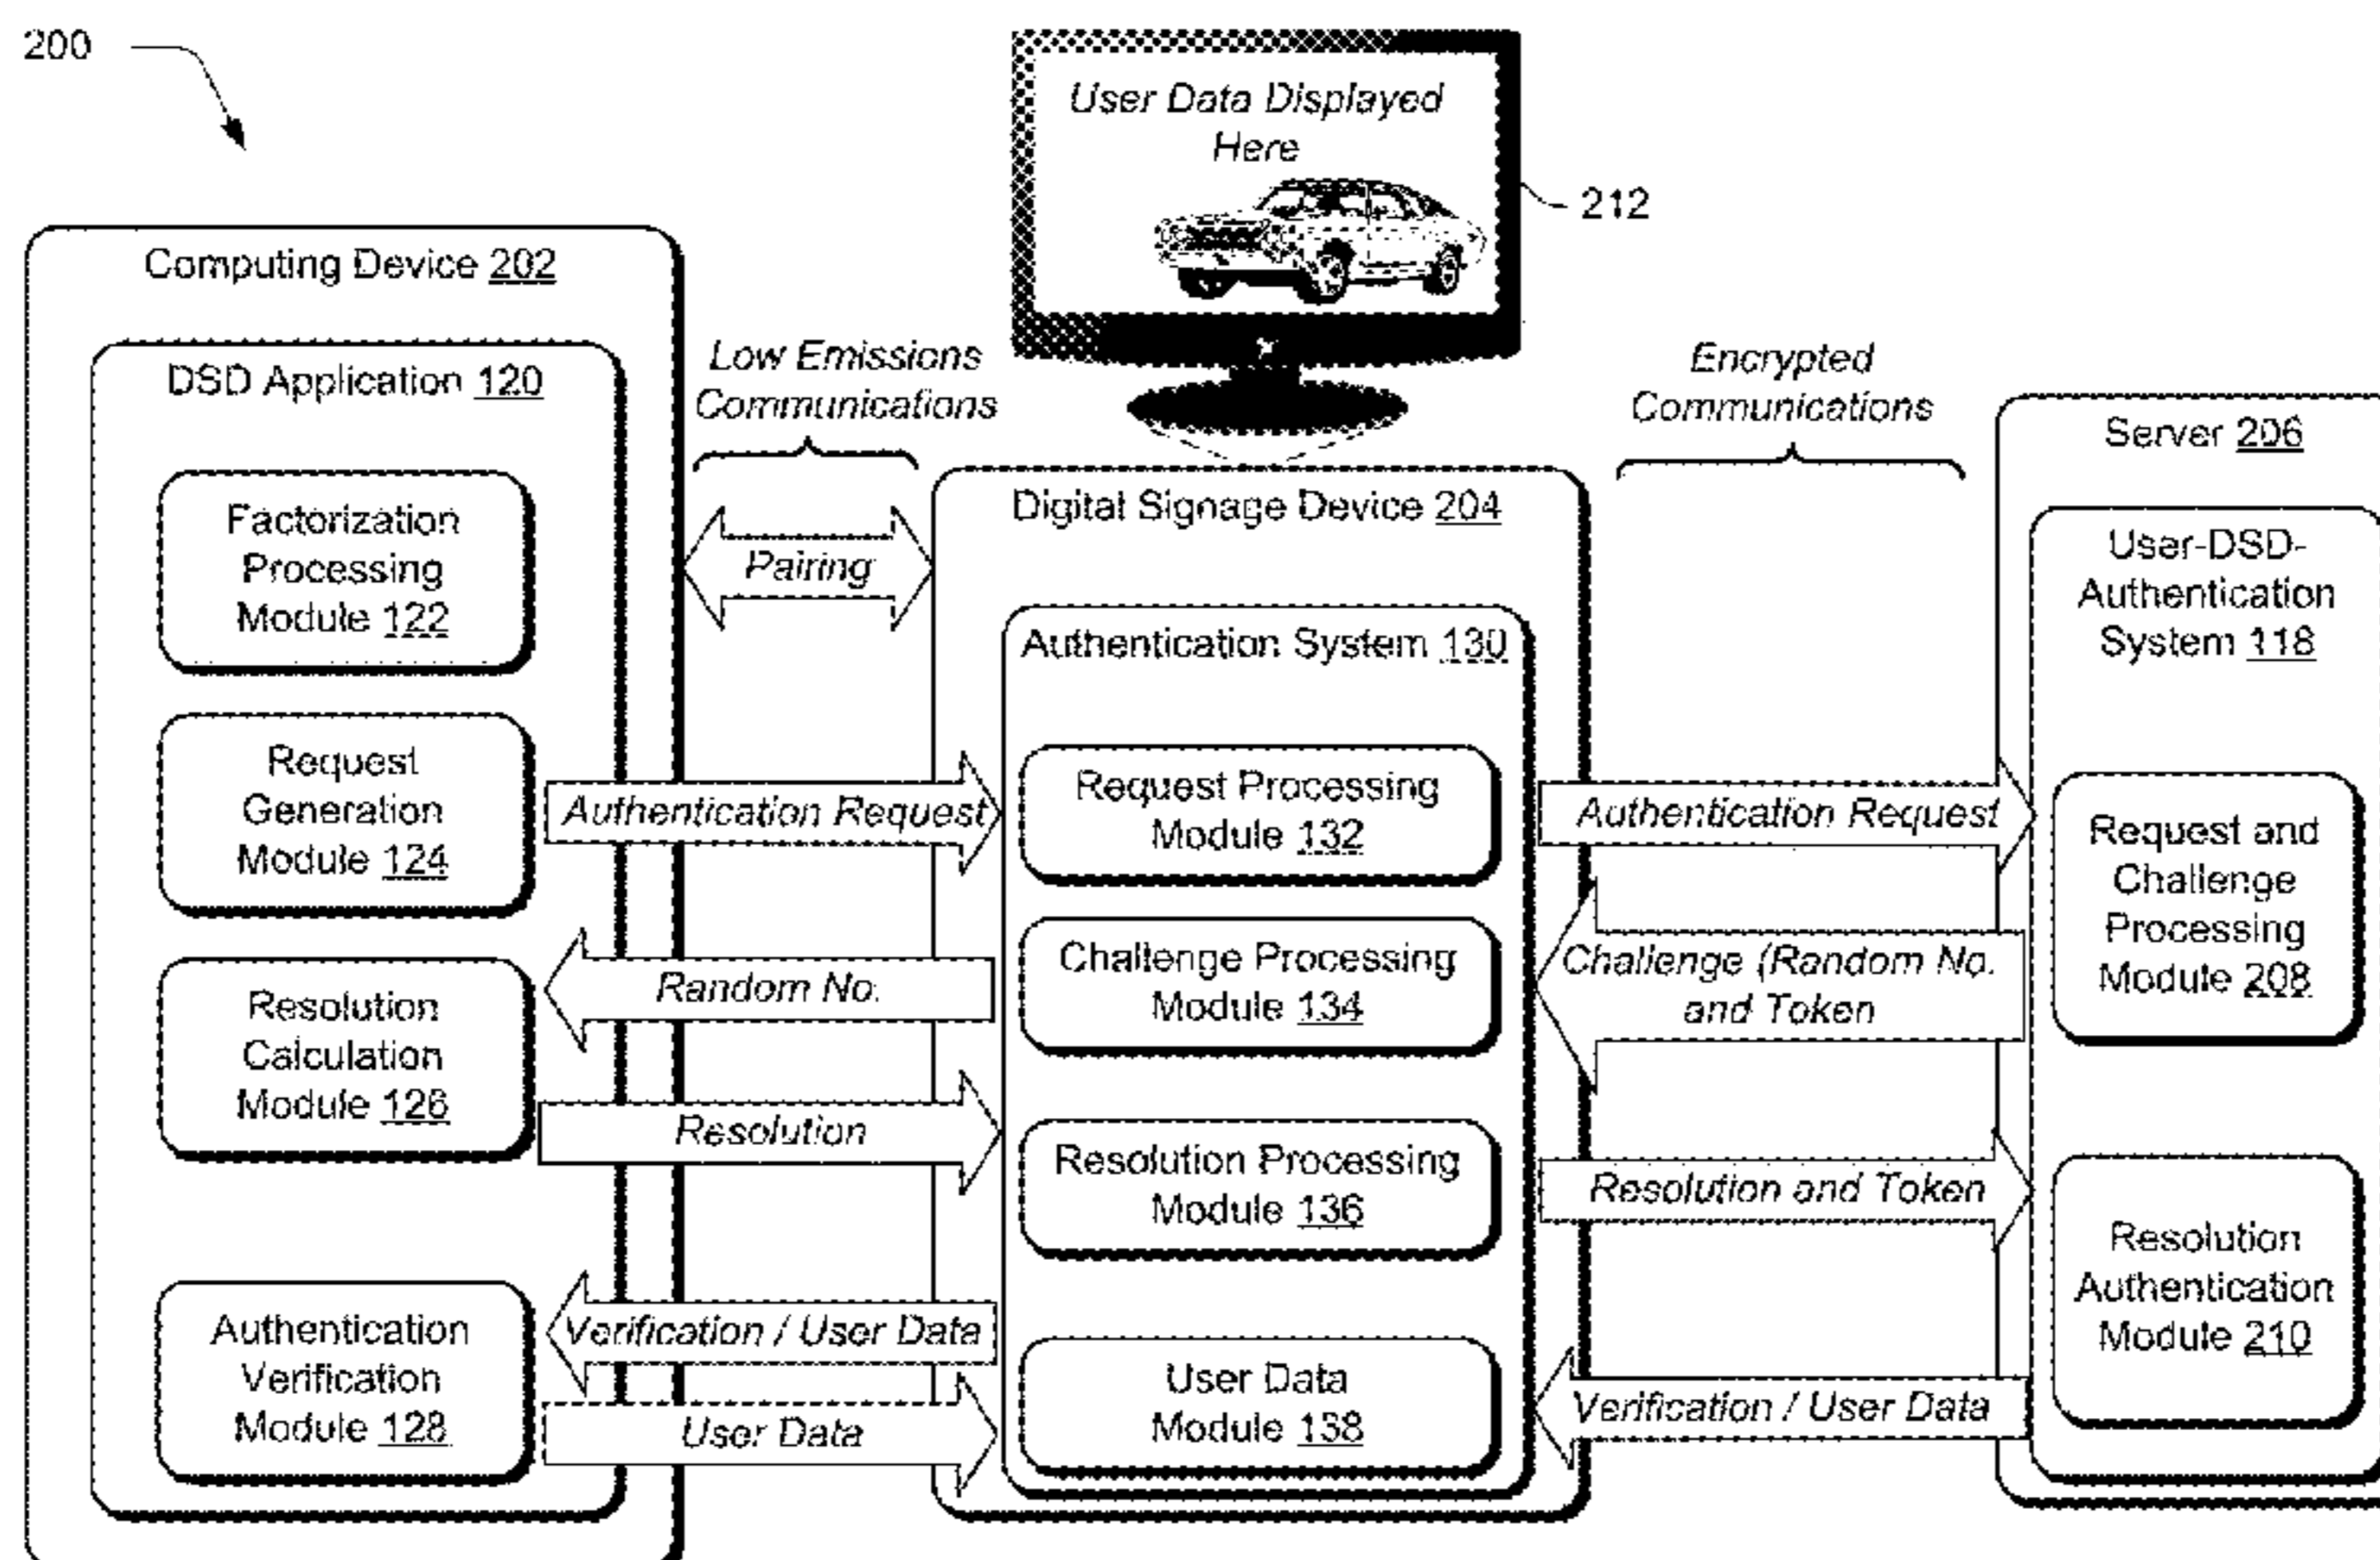 200
User Data Displayed
Here
212
Computing Device 202
DSD Application 120
Factorization
Processing
Module 122
Request
Generation
Module 124
Resolution
Calculation
Module 126
Authentication
Verification
Module 128
Low Emissions
Communications
Pairing
Authentication Request
Random No.
Resolution
Verification / User Data
User Data
Digital Signage Device 204
Authentication System 130
Request Processing
Module 132
Challenge Processing
Module 134
Resolution Processing
Module 136
User Data
Module 138
Encrypted
Communications
Authentication Request
Challenge (Random No.
and Token
Resolution and Token
Verification / User Data
Server 206
User-DSD-
Authentication
System 118
Request and
Challenge
Processing
Module 208
Resolution
Authentication
Module 210